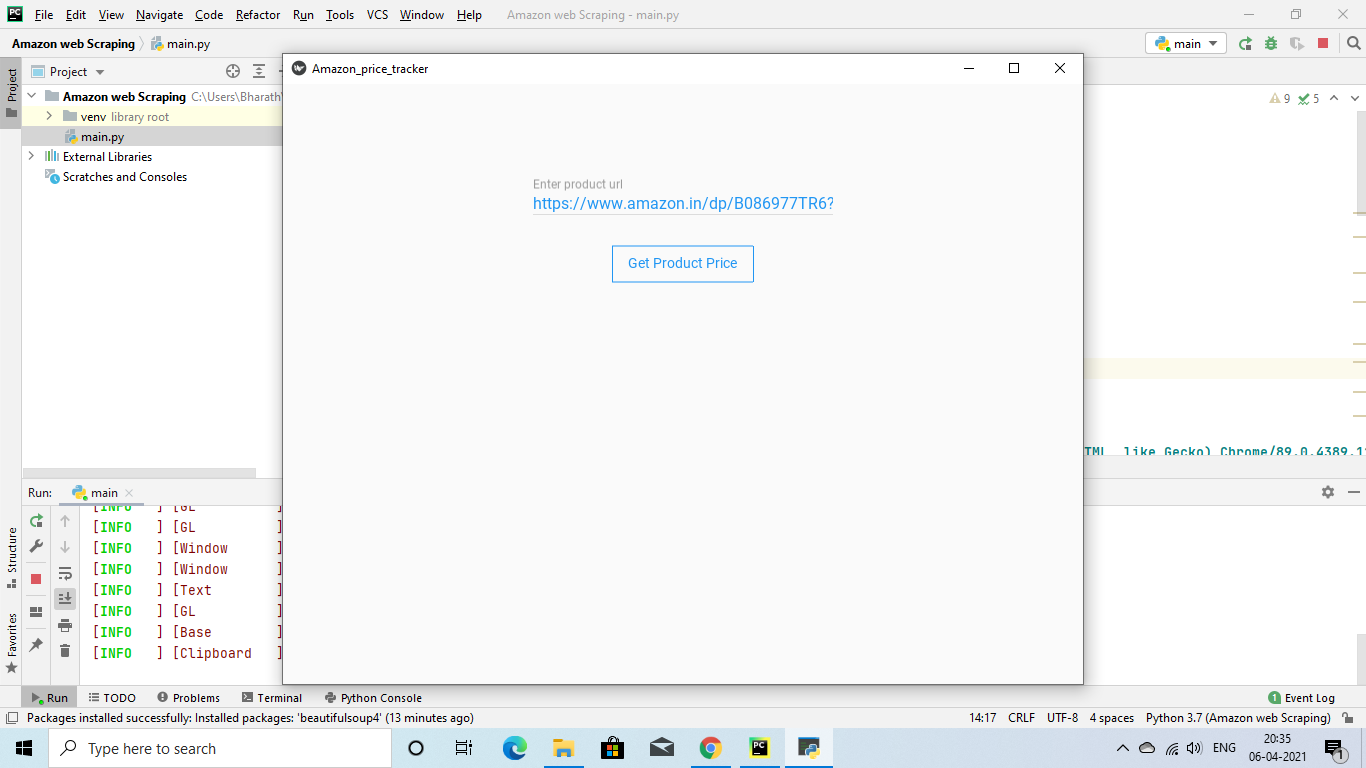 PC File Edit View Navigate Code Refactor Run Tools VCS Window Help Amazon web Scraping - main.py
Amazon web Scraping main.py main
Project
Amazon_price_tracker
Project
Amazon web Scraping C:\Users\Bharath\
9 5
venv library root
main.py
External Libraries
Scratches and Consoles
Enter product url
https://www.amazon.in/dp/B086977TR6?
Get Product Price
TML, like Gecko) Chrome/89.0.4389.1
Run: main
[INFO ] [GL ]
[INFO ] [GL ]
[INFO ] [Window ]
[INFO ] [Window ]
[INFO ] [Text ]
[INFO ] [GL ]
[INFO ] [Base ]
[INFO ] [Clipboard ]
Structure
Favorites
Run TODO Problems Terminal Python Console 1 Event Log
Packages installed successfully: Installed packages: 'beautifulsoup4' (13 minutes ago) 14:17 CRLF UTF-8 4 spaces Python 3.7 (Amazon web Scraping)
Type here to search PC ENG 20:35
06-04-2021 1